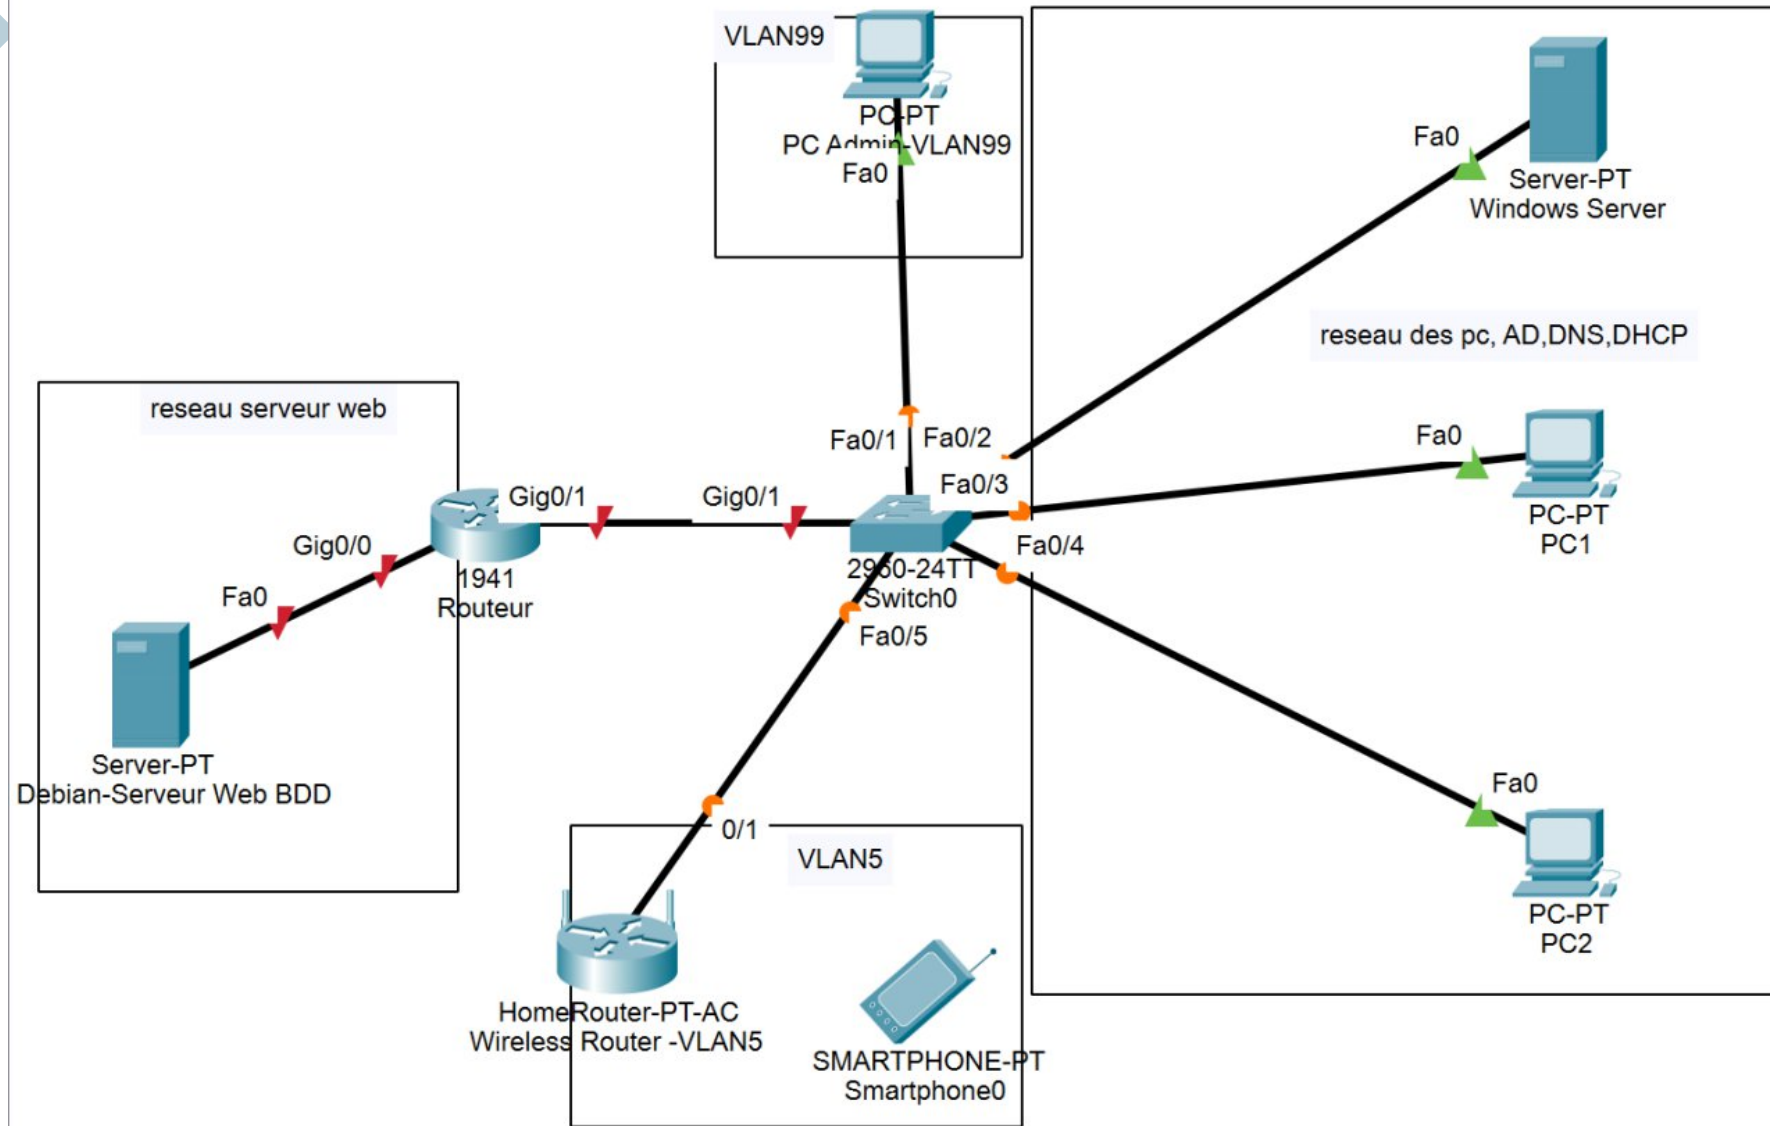 VLAN99
PC-PT
PC Admin-VLAN99
Fa0
Fa0
Server-PT
Windows Server
reseau des pc, AD,DNS,DHCP
reseau serveur web
Fa0/1
Fa0/2
Fa0
Fa0/3
Gig0/1
Gig0/1
PC-PT
PC1
Gig0/0
Fa0/4
1941
Routeur
2960-24TT
Switch0
Fa0
Fa0/5
Server-PT
Debian-Serveur Web BDD
Fa0
0/1
VLAN5
PC-PT
PC2
HomeRouter-PT-AC
Wireless Router -VLAN5
SMARTPHONE-PT
Smartphone0